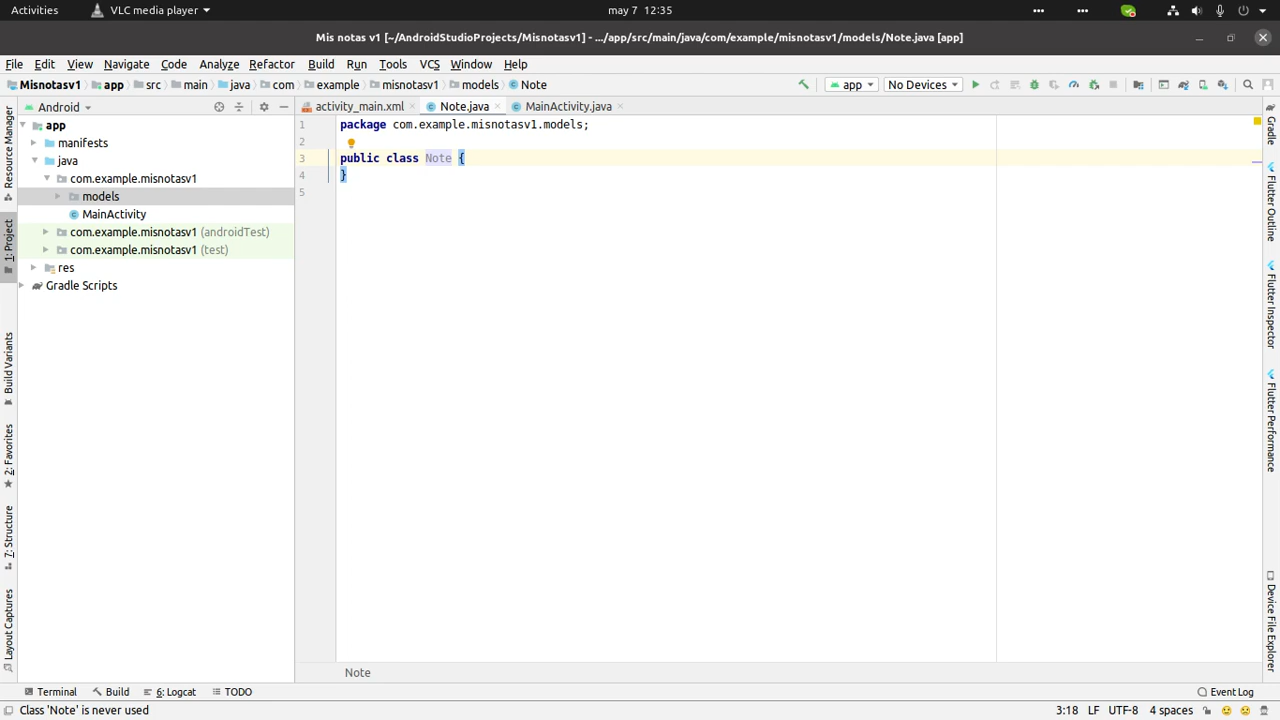 Activities VLC media player may 7 12:35
Mis notas v1 [~/AndroidStudioProjects/Misnotasv1] - .../app/src/main/java/com/example/misnotasv1/models/Note.java [app]
File Edit View Navigate Code Analyze Refactor Build Run Tools VCS Window Help
Misnotasv1 app src main java com example misnotasv1 models Note app No Devices
Android activity_main.xml Note.java MainActivity.java
app
manifests
java
com.example.misnotasv1
models
MainActivity
com.example.misnotasv1 (androidTest)
com.example.misnotasv1 (test)
res
Gradle Scripts
1 package com.example.misnotasv1.models;
2
3 public class Note {
4 }
5
Resource Manager
1: Project
Build Variants
2: Favorites
7: Structure
Layout Captures
Gradle
Flutter Outline
Flutter Inspector
Flutter Performance
Device File Explorer
Note
Terminal Build 6: Logcat TODO Event Log
Class 'Note' is never used 3:18 LF UTF-8 4 spaces